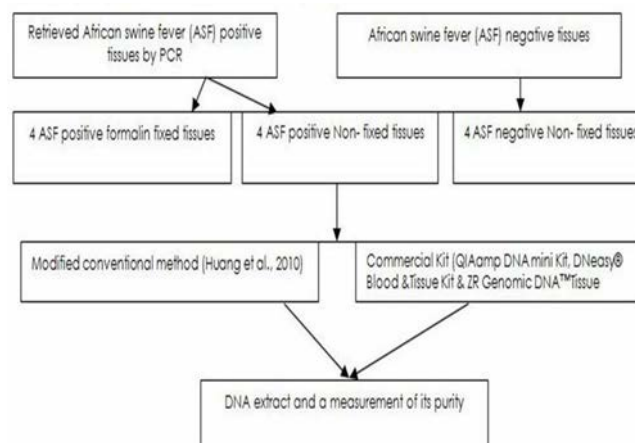 Retrieved African swine fever (ASF) positive
tissues by PCR
African swine fever (ASF) negative tissues
4 ASF positive formalin fixed tissues
4 ASF positive Non- fixed tissues
4 ASF negative Non- fixed tissues
Modified conventional method (Huang et al., 2010)
Commercial Kit (QIAamp DNA mini Kit, DNeasy®
Blood &Tissue Kit & ZR Genomic DNA™Tissue
DNA extract and a measurement of its purity